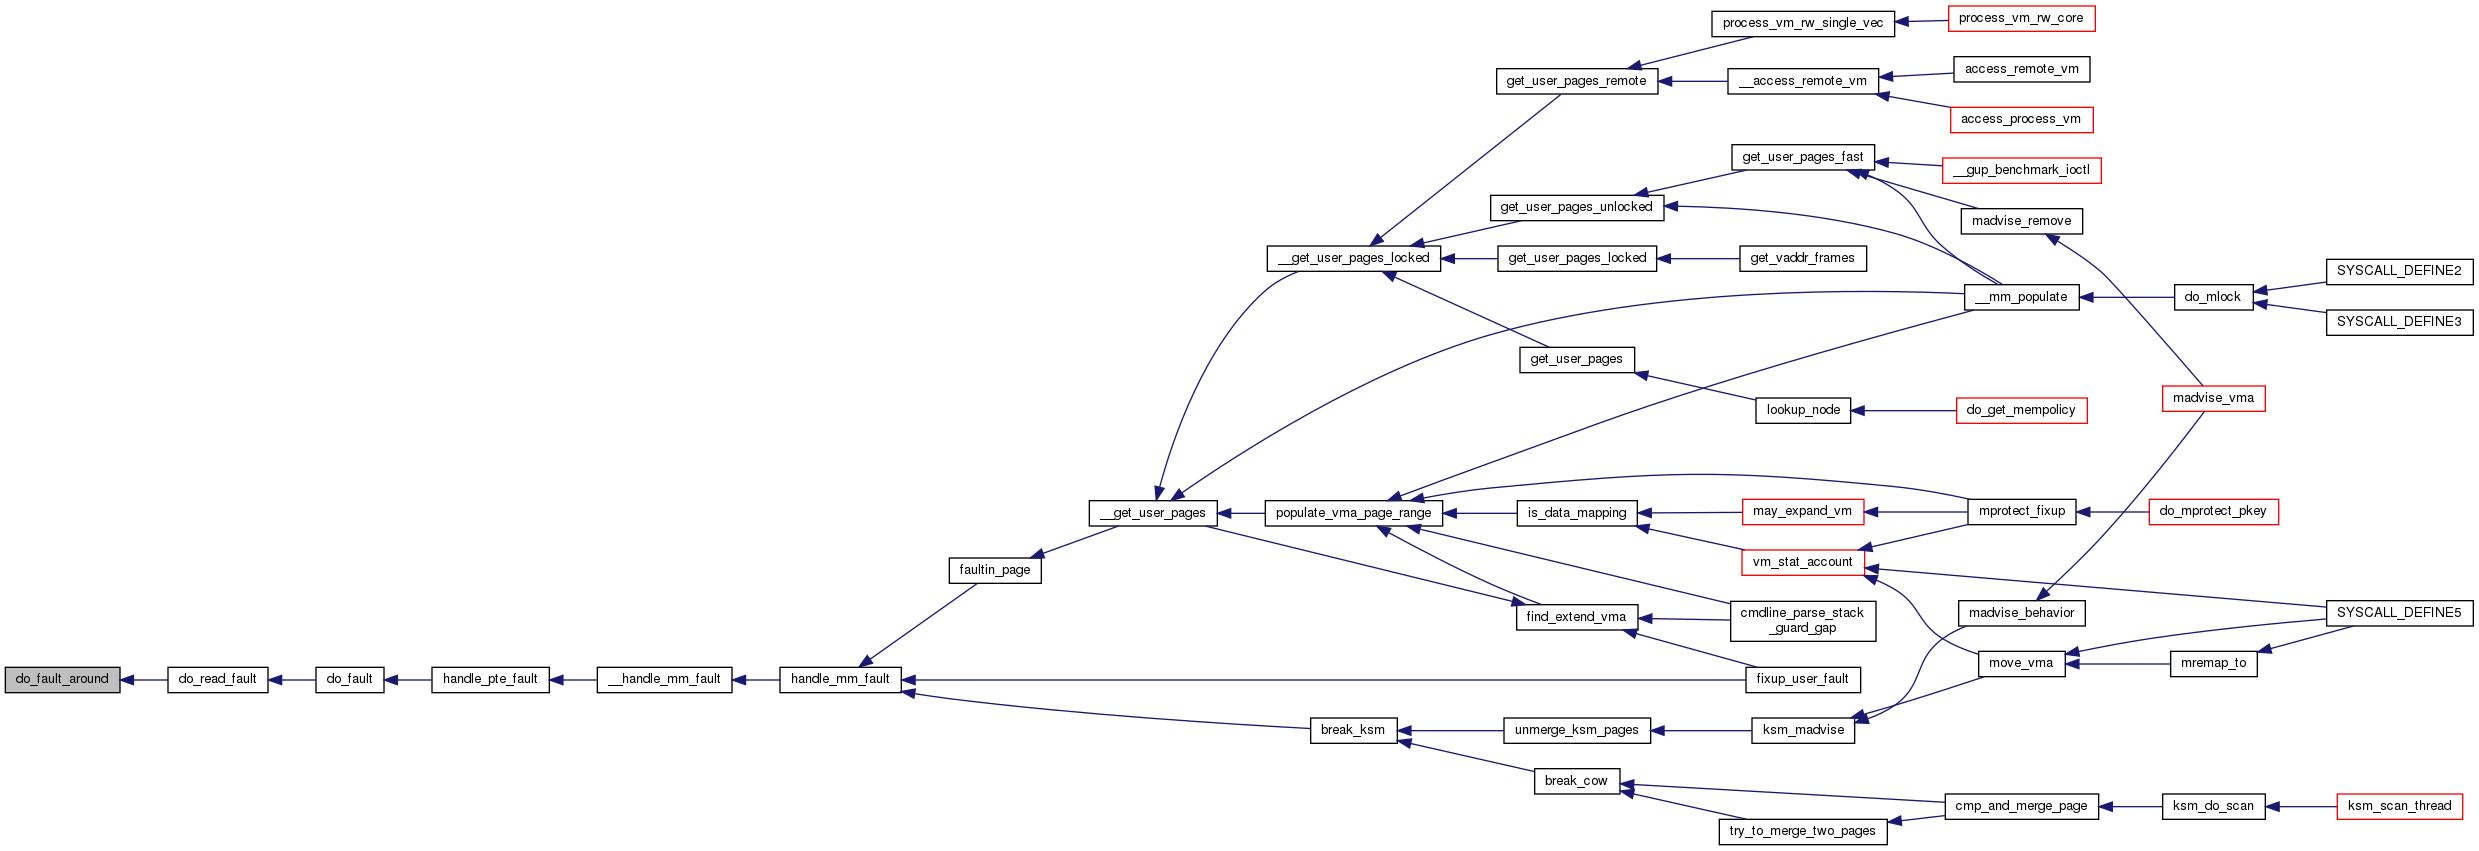 process_vm_rw_single_vec
process_vm_rw_core
get_user_pages_remote
__access_remote_vm
access_remote_vm
access_process_vm
get_user_pages_fast
__gup_benchmark_ioctl
get_user_pages_unlocked
madvise_remove
__get_user_pages_locked
get_user_pages_locked
get_vaddr_frames
SYSCALL_DEFINE2
__mm_populate
do_mlock
SYSCALL_DEFINE3
get_user_pages
madvise_vma
lookup_node
do_get_mempolicy
__get_user_pages
populate_vma_page_range
is_data_mapping
may_expand_vm
mprotect_fixup
do_mprotect_pkey
faultin_page
vm_stat_account
find_extend_vma
cmdline_parse_stack
_guard_gap
madvise_behavior
SYSCALL_DEFINE5
do_fault_around
do_read_fault
do_fault
handle_pte_fault
__handle_mm_fault
handle_mm_fault
fixup_user_fault
move_vma
mremap_to
break_ksm
unmerge_ksm_pages
ksm_madvise
break_cow
cmp_and_merge_page
ksm_do_scan
ksm_scan_thread
try_to_merge_two_pages